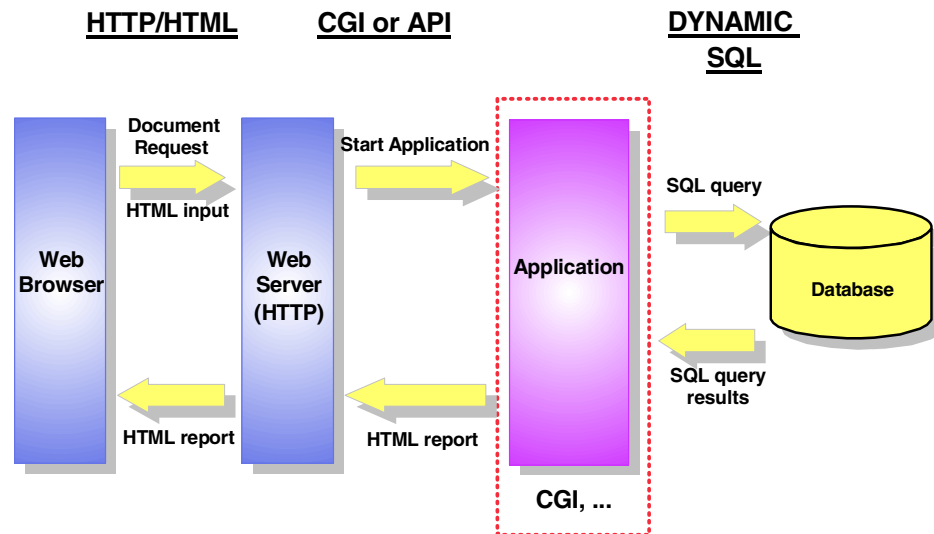 HTTP/HTML
CGI or API
DYNAMIC
SQL
Document
Request
HTML input
Start Application
SQL query
Web
Browser
Web
Server
(HTTP)
Application
Database
SQL query
results
HTML report
HTML report
CGI, ...